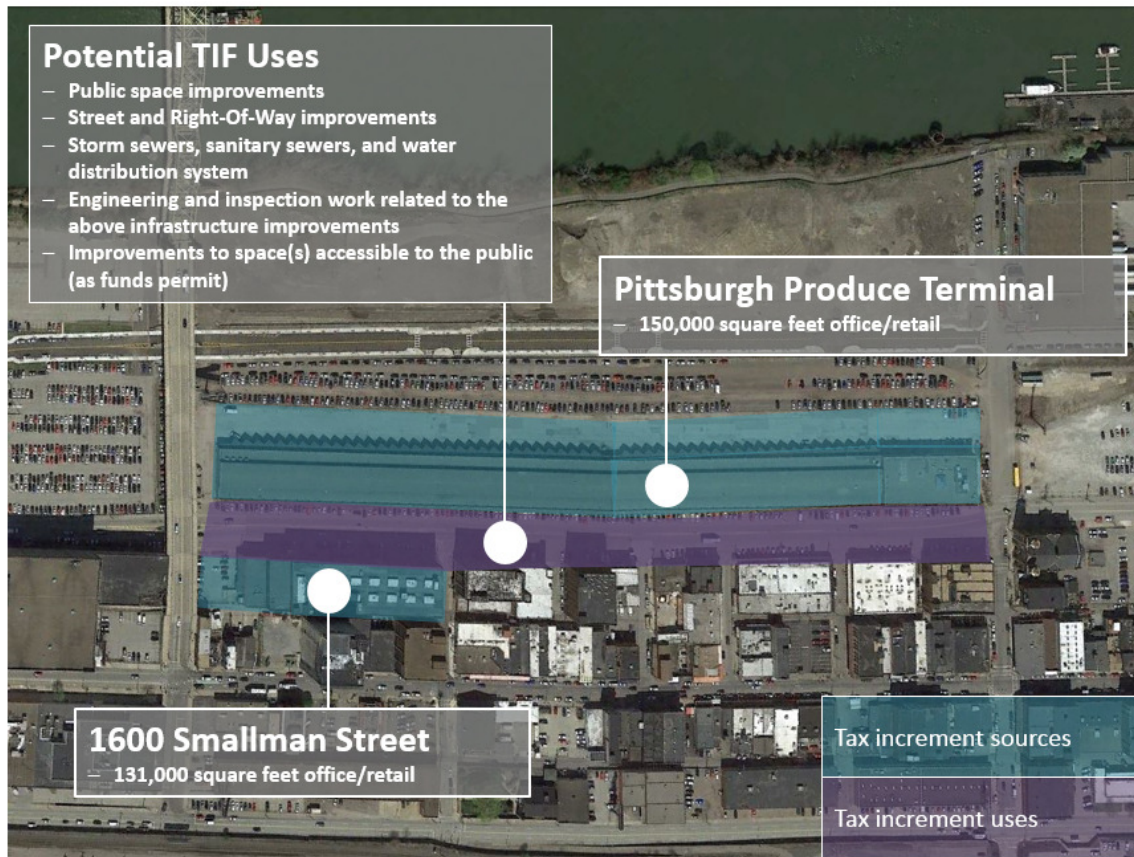 Potential TIF Uses
– Public space improvements
– Street and Right-Of-Way improvements
– Storm sewers, sanitary sewers, and water
distribution system
– Engineering and inspection work related to the
above infrastructure improvements
– Improvements to space(s) accessible to the public
(as funds permit)
Pittsburgh Produce Terminal
– 150,000 square feet office/retail
1600 Smallman Street
– 131,000 square feet office/retail
Tax increment sources
Tax increment uses